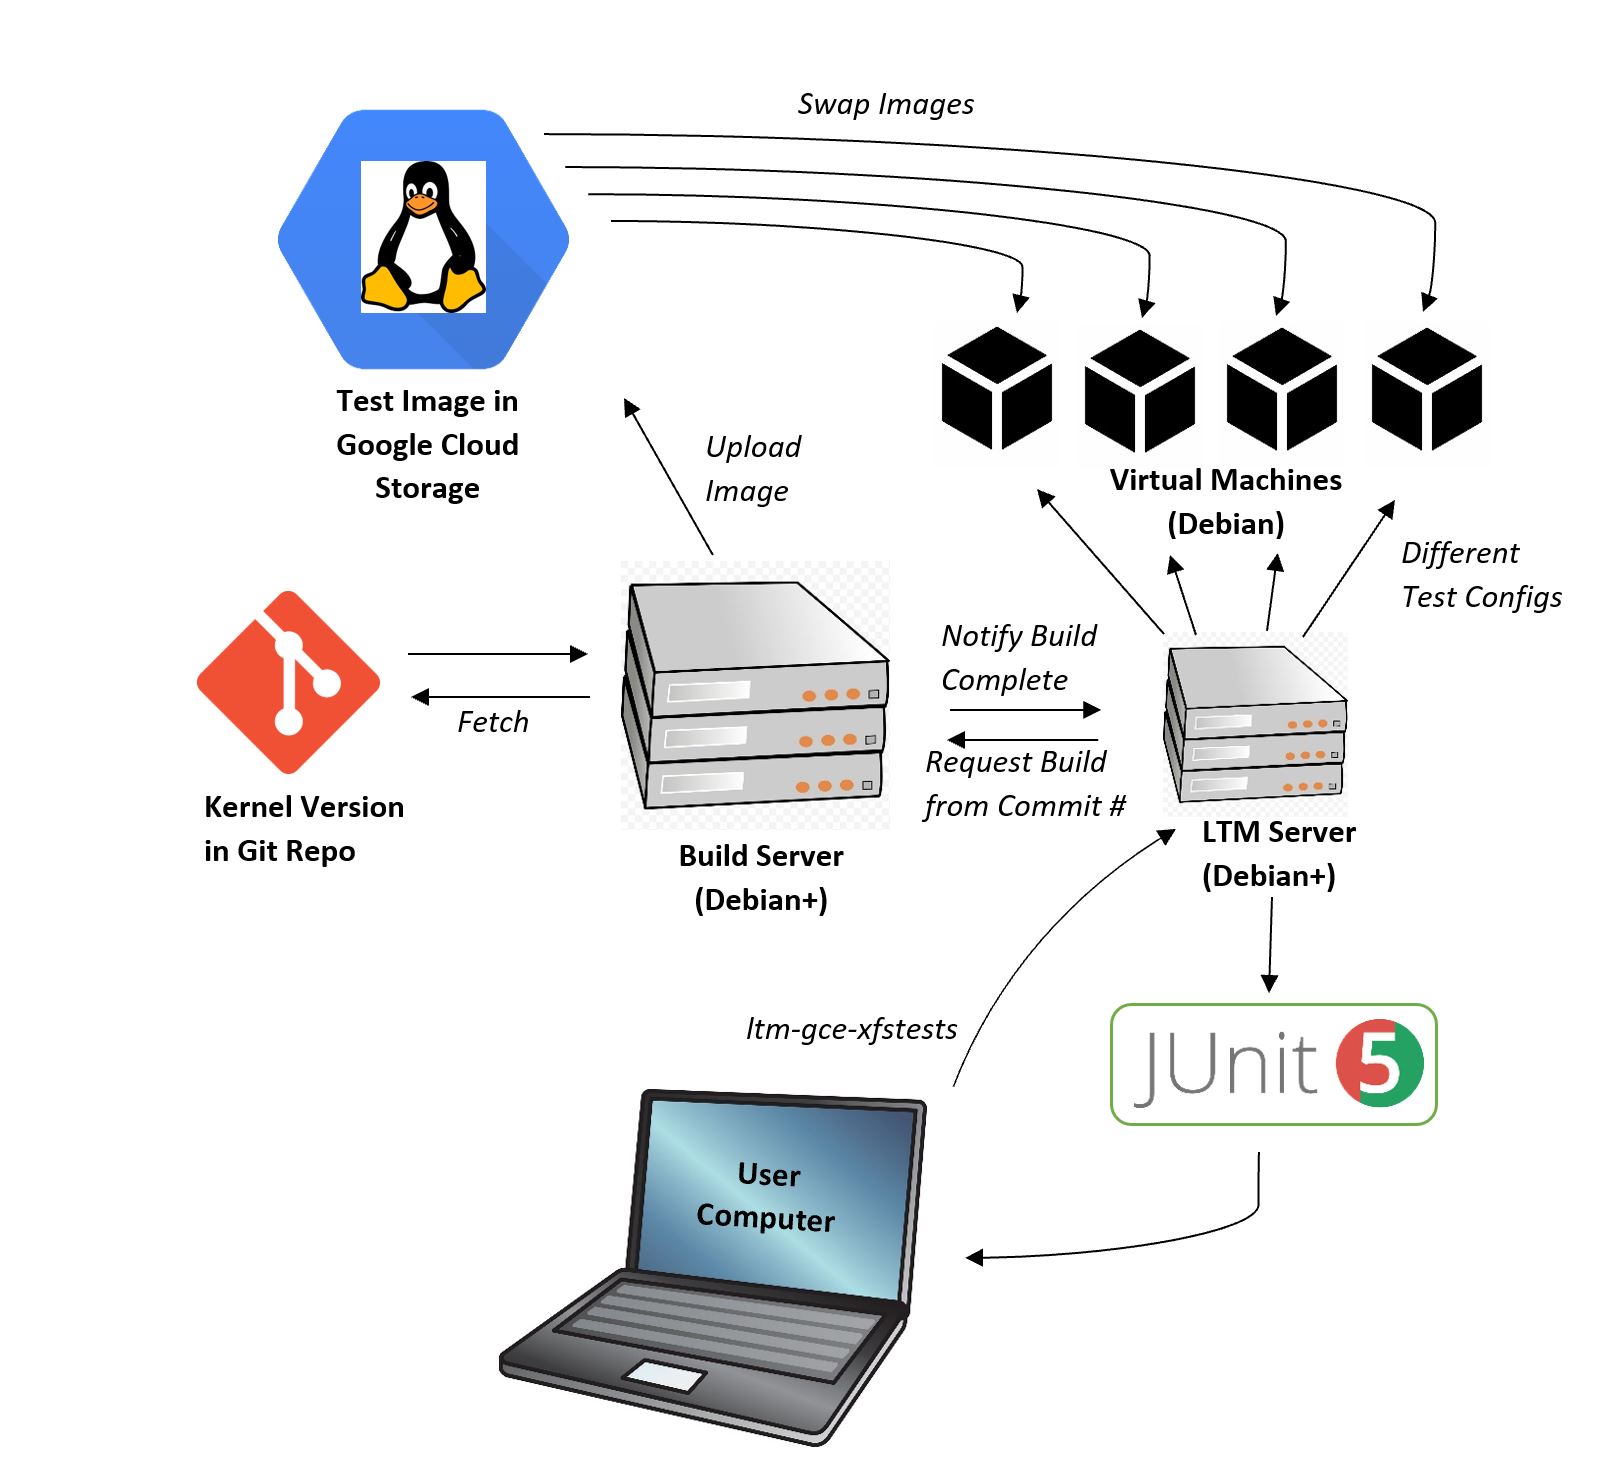 Swap Images
Test Image in
Google Cloud
Storage
Upload
Image
Virtual Machines
(Debian)
Different
Test Configs
Notify Build
Complete
Fetch
Request Build
from Commit #
Kernel Version
in Git Repo
Build Server
(Debian+)
LTM Server
(Debian+)
ltm-gce-xfstests
JUnit 5
User
Computer